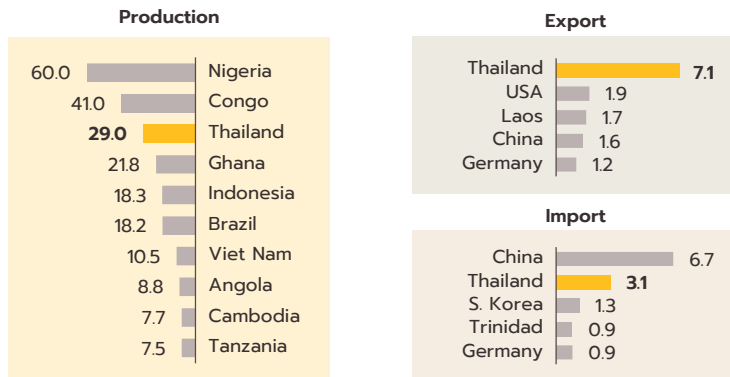 Production
60.0 Nigeria
41.0 Congo
29.0 Thailand
21.8 Ghana
18.3 Indonesia
18.2 Brazil
10.5 Viet Nam
8.8 Angola
7.7 Cambodia
7.5 Tanzania
Export
Thailand 7.1
USA 1.9
Laos 1.7
China 1.6
Germany 1.2
Import
China 6.7
Thailand 3.1
S. Korea 1.3
Trinidad 0.9
Germany 0.9